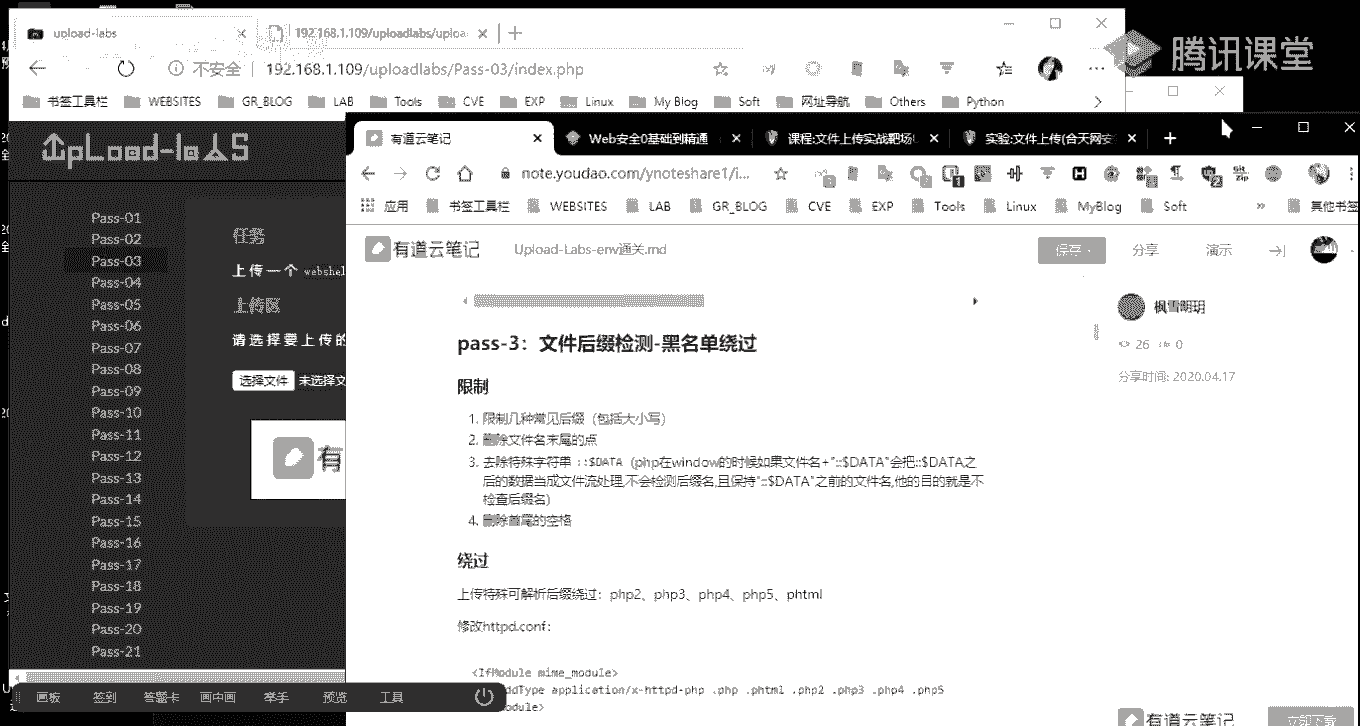 upload-labs
192.168.1.109/uploadlabs/uploa
腾讯课堂
不安全
192.168.1.109/uploadlabs/Pass-03/index.php
书签工具栏 WEBSITES GR_BLOG LAB Tools CVE EXP Linux My Blog Soft 网址导航 Others Python
UpLoad-labs
Pass-01
Pass-02
Pass-03
Pass-04
Pass-05
Pass-06
Pass-07
Pass-08
Pass-09
Pass-10
Pass-11
Pass-12
Pass-13
Pass-14
Pass-15
Pass-16
Pass-17
Pass-18
Pass-19
Pass-20
Pass-21
任务
上传一个 webshel
上传区
请选择要上传的
选择文件 未选择文
有
有道云笔记
Web安全0基础到精通
课程:文件上传实战靶场
实验:文件上传(合天网安
note.youdao.com/ynoteshare1/i...
应用 书签工具栏 WEBSITES LAB GR_BLOG CVE EXP Tools Linux MyBlog Soft » 其他书签
有道云笔记 Upload-Labs-env通关.md 保存 分享 演示
枫雪明玥
26 0
分享时间: 2020.04.17
pass-3：文件后缀检测-黑名单绕过
限制
1. 限制几种常见后缀（包括大小写）
2. 删除文件名末尾的点
3. 去除特殊字符串 ::$DATA（php在window的时候如果文件名+"::$DATA"会把::$DATA之
后的数据当成文件流处理,不会检测后缀名,且保持"::$DATA"之前的文件名,他的目的就是不
检查后缀名）
4. 删除首尾的空格
绕过
上传特殊可解析后缀绕过：php2、php3、php4、php5、phtml
修改httpd.conf:
<IfModule mime_module>
ddType application/x-httpd-php .php .phtml .php2 .php3 .php4 .php5
odule>
画板 签到 答题卡 画中画 举手 预览 工具
有道云笔记 立即下载